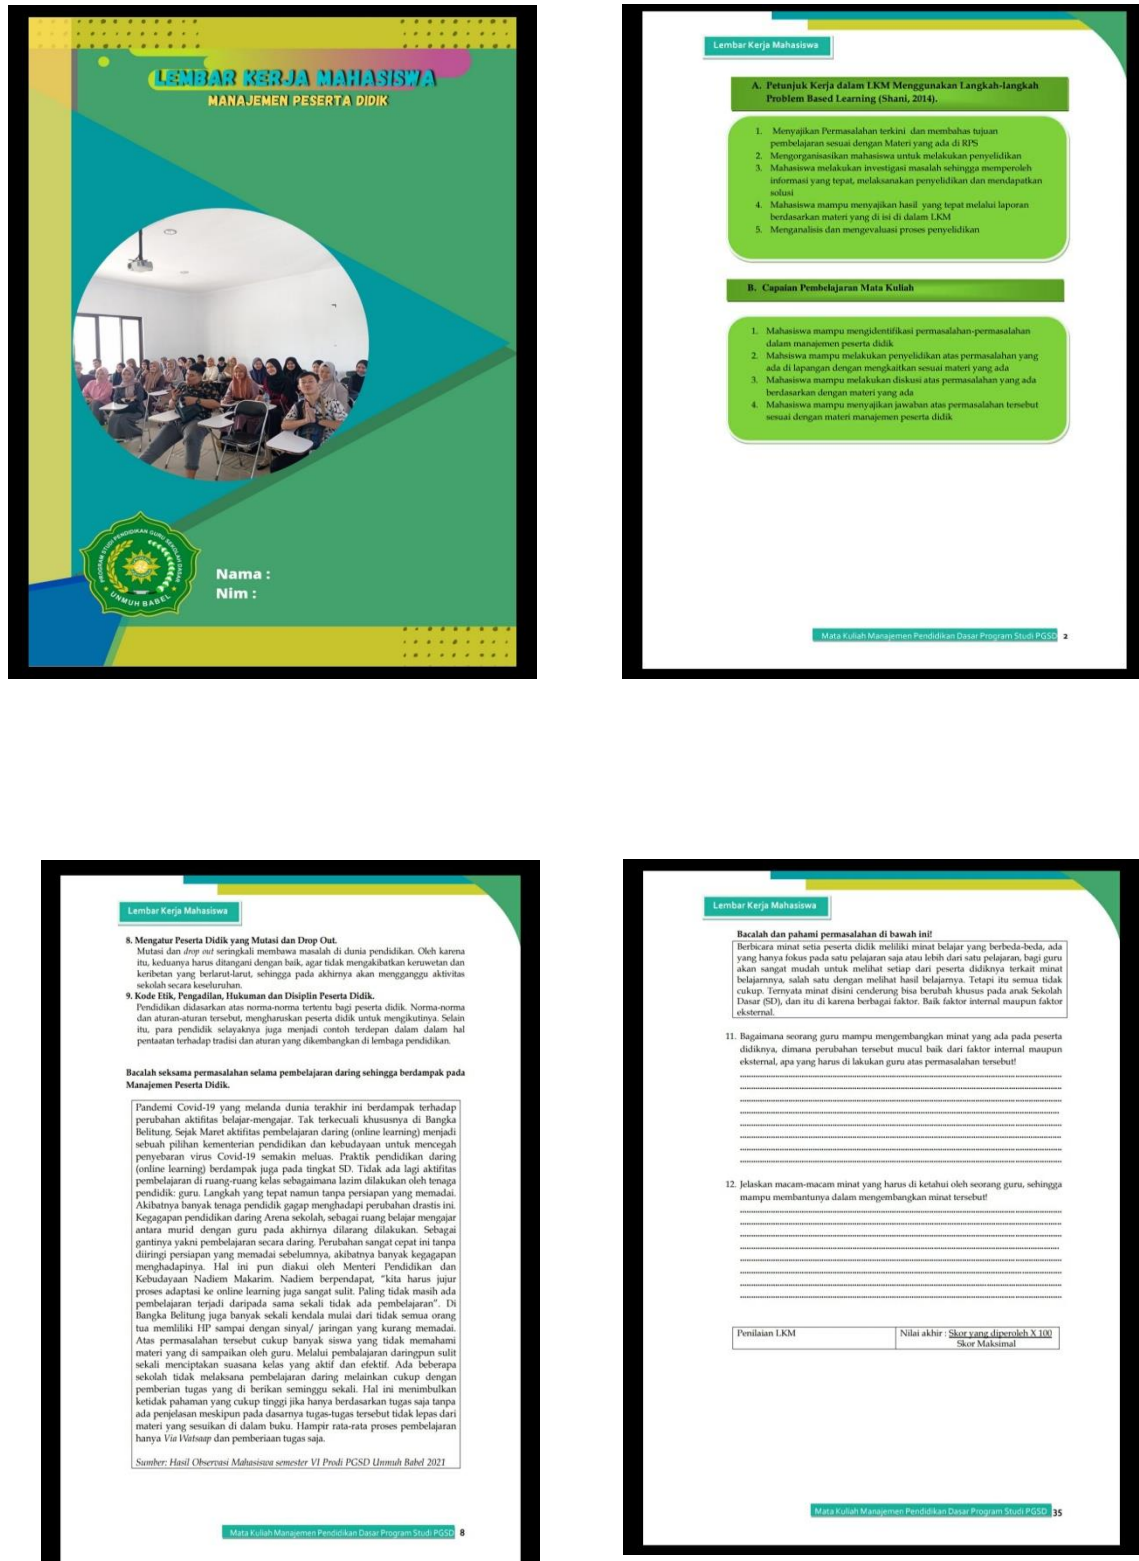 LEMBAR KERJA MAHASISWA
MANAJEMEN PESERTA DIDIK
PROGRAM STUDI PENDIDIKAN GURU SEKOLAH DASAR
UNMUH BABEL
Nama :
Nim :
Lembar Kerja Mahasiswa
A. Petunjuk Kerja dalam LKM Menggunakan Langkah-langkah
Problem Based Learning (Shani, 2014).
1. Menyajikan Permasalahan terkini dan membahas tujuan
pembelajaran sesuai dengan Materi yang ada di RPS
2. Mengorganisasikan mahasiswa untuk melakukan penyelidikan
3. Mahasiswa melakukan investigasi masalah sehingga memperoleh
informasi yang tepat, melaksanakan penyelidikan dan mendapatkan
solusi
4. Mahasiswa mampu menyajikan hasil yang tepat melalui laporan
berdasarkan materi yang di isi di dalam LKM
5. Menganalisis dan mengevaluasi proses penyelidikan
B. Capaian Pembelajaran Mata Kuliah
1. Mahasiswa mampu mengidentifikasi permasalahan-permasalahan
dalam manajemen peserta didik
2. Mahsiswa mampu melakukan penyelidikan atas permasalahan yang
ada di lapangan dengan mengkaitkan sesuai materi yang ada
3. Mahasiswa mampu melakukan diskusi atas permasalahan yang ada
berdasarkan dengan materi yang ada
4. Mahasiswa mampu menyajikan jawaban atas permasalahan tersebut
sesuai dengan materi manajemen peserta didik
Mata Kuliah Manajemen Pendidikan Dasar Program Studi PGSD 2
Lembar Kerja Mahasiswa
8. Mengatur Peserta Didik yang Mutasi dan Drop Out.
Mutasi dan drop out seringkali membawa masalah di dunia pendidikan. Oleh karena
itu, keduanya harus ditangani dengan baik, agar tidak mengakibatkan keruwetan dan
keribetan yang berlarut-larut, sehingga pada akhirnya akan mengganggu aktivitas
sekolah secara keseluruhan.
9. Kode Etik, Pengadilan, Hukuman dan Disiplin Peserta Didik.
Pendidikan didasarkan atas norma-norma tertentu bagi peserta didik. Norma-norma
dan aturan-aturan tersebut, mengharuskan peserta didik untuk mengikutinya. Selain
itu, para pendidik selayaknya juga menjadi contoh terdepan dalam dalam hal
pentaatan terhadap tradisi dan aturan yang dikembangkan di lembaga pendidikan.
Bacalah seksama permasalahan selama pembelajaran daring sehingga berdampak pada
Manajemen Peserta Didik.
Pandemi Covid-19 yang melanda dunia terakhir ini berdampak terhadap
perubahan aktifitas belajar-mengajar. Tak terkecuali khususnya di Bangka
Belitung. Sejak Maret aktifitas pembelajaran daring (online learning) menjadi
sebuah pilihan kementerian pendidikan dan kebudayaan untuk mencegah
penyebaran virus Covid-19 semakin meluas. Praktik pendidikan daring
(online learning) berdampak juga pada tingkat SD. Tidak ada lagi aktifitas
pembelajaran di ruang-ruang kelas sebagaimana lazim dilakukan oleh tenaga
pendidik: guru. Langkah yang tepat namun tanpa persiapan yang memadai.
Akibatnya banyak tenaga pendidik gagap menghadapi perubahan drastis ini.
Kegagapan pendidikan daring Arena sekolah, sebagai ruang belajar mengajar
antara murid dengan guru pada akhirnya dilarang dilakukan. Sebagai
gantinya yakni pembelajaran secara daring. Perubahan sangat cepat ini tanpa
diiringi persiapan yang memadai sebelumnya, akibatnya banyak kegagapan
menghadapinya. Hal ini pun diakui oleh Menteri Pendidikan dan
Kebudayaan Nadiem Makarim. Nadiem berpendapat, “kita harus jujur
proses adaptasi ke online learning juga sangat sulit. Paling tidak masih ada
pembelajaran terjadi daripada sama sekali tidak ada pembelajaran”. Di
Bangka Belitung juga banyak sekali kendala mulai dari tidak semua orang
tua memliliki HP sampai dengan sinyal/ jaringan yang kurang memadai.
Atas permasalahan tersebut cukup banyak siswa yang tidak memahami
materi yang di sampaikan oleh guru. Melalui pembalajaran daringpun sulit
sekali menciptakan suasana kelas yang aktif dan efektif. Ada beberapa
sekolah tidak melaksana pembelajaran daring melainkan cukup dengan
pemberian tugas yang di berikan seminggu sekali. Hal ini menimbulkan
ketidak pahaman yang cukup tinggi jika hanya berdasarkan tugas saja tanpa
ada penjelasan meskipun pada dasarnya tugas-tugas tersebut tidak lepas dari
materi yang sesuikan di dalam buku. Hampir rata-rata proses pembelajaran
hanya Via Watsaap dan pemberiaan tugas saja.
Sumber: Hasil Observasi Mahasiswa semester VI Prodi PGSD Unmuh Babel 2021
Mata Kuliah Manajemen Pendidikan Dasar Program Studi PGSD 8
Lembar Kerja Mahasiswa
Bacalah dan pahami permasalahan di bawah ini!
Berbicara minat setia peserta didik meliliki minat belajar yang berbeda-beda, ada
yang hanya fokus pada satu pelajaran saja atau lebih dari satu pelajaran, bagi guru
akan sangat mudah untuk melihat setiap dari peserta didiknya terkait minat
belajarnnya, salah satu dengan melihat hasil belajarnya. Tetapi itu semua tidak
cukup. Ternyata minat disini cenderung bisa berubah khusus pada anak Sekolah
Dasar (SD), dan itu di karena berbagai faktor. Baik faktor internal maupun faktor
eksternal.
11. Bagaimana seorang guru mampu mengembangkan minat yang ada pada peserta
didiknya, dimana perubahan tersebut mucul baik dari faktor internal maupun
eksternal, apa yang harus di lakukan guru atas permasalahan tersebut!
12. Jelaskan macam-macam minat yang harus di ketahui oleh seorang guru, sehingga
mampu membantunya dalam mengembangkan minat tersebut!
Penilaian LKM
Nilai akhir : Skor yang diperoleh X 100
Skor Maksimal
Mata Kuliah Manajemen Pendidikan Dasar Program Studi PGSD 35